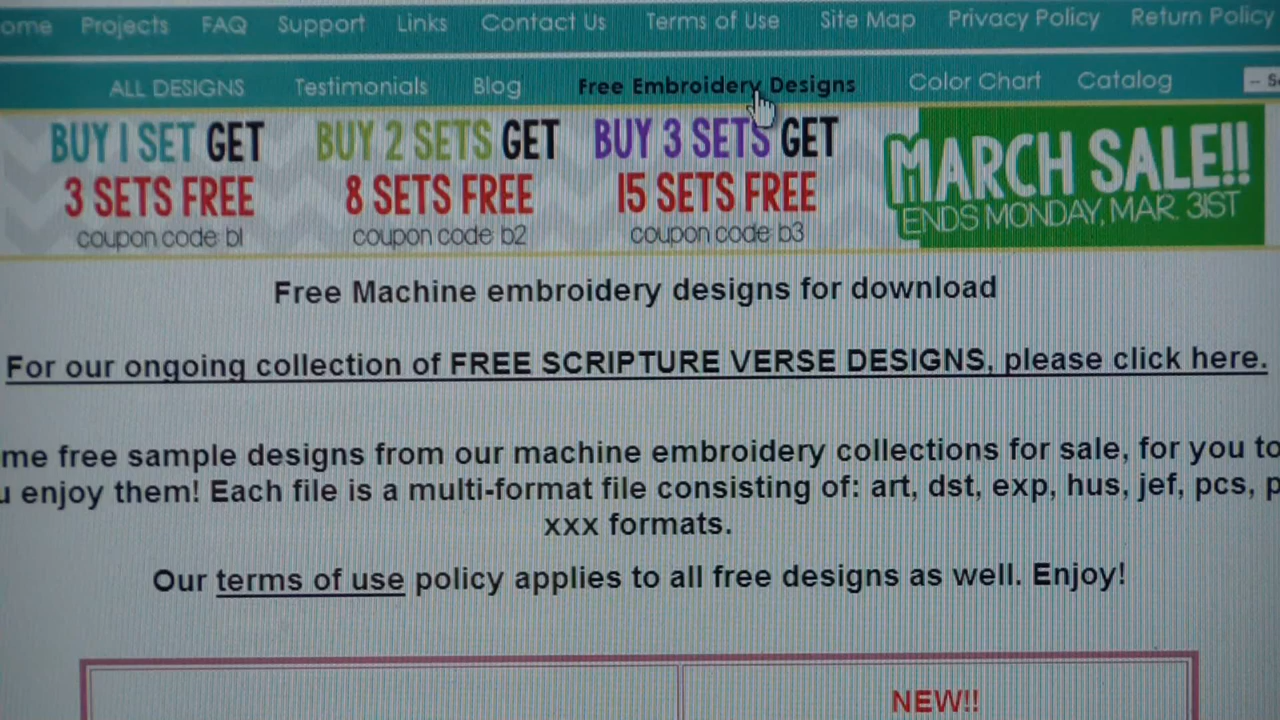 Projects FAQ Support Links Contact Us Terms of Use Site Map Privacy Policy Return Policy
ALL DESIGNS Testimonials Blog Free Embroidery Designs Color Chart Catalog
BUY 1 SET GET
3 SETS FREE
coupon code b1
BUY 2 SETS GET
8 SETS FREE
coupon code b2
BUY 3 SETS GET
15 SETS FREE
coupon code b3
MARCH SALE!!
ENDS MONDAY, MAR. 31ST
Free Machine embroidery designs for download
For our ongoing collection of FREE SCRIPTURE VERSE DESIGNS, please click here.
me free sample designs from our machine embroidery collections for sale, for you to
u enjoy them! Each file is a multi-format file consisting of: art, dst, exp, hus, jef, pcs, p
xxx formats.
Our terms of use policy applies to all free designs as well. Enjoy!
NEW!!